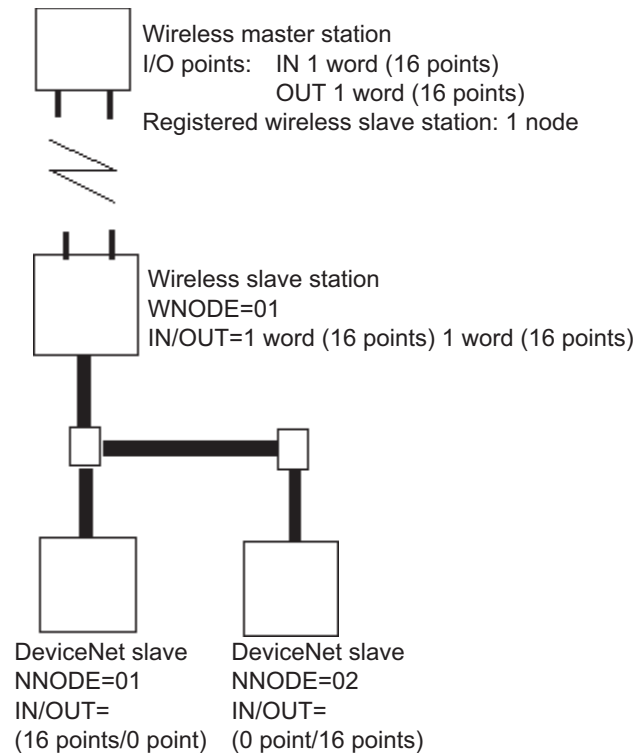 Wireless master station
I/O points: IN 1 word (16 points)
OUT 1 word (16 points)
Registered wireless slave station: 1 node
Wireless slave station
WNODE=01
IN/OUT=1 word (16 points) 1 word (16 points)
DeviceNet slave
NNODE=01
IN/OUT=
(16 points/0 point)
DeviceNet slave
NNODE=02
IN/OUT=
(0 point/16 points)